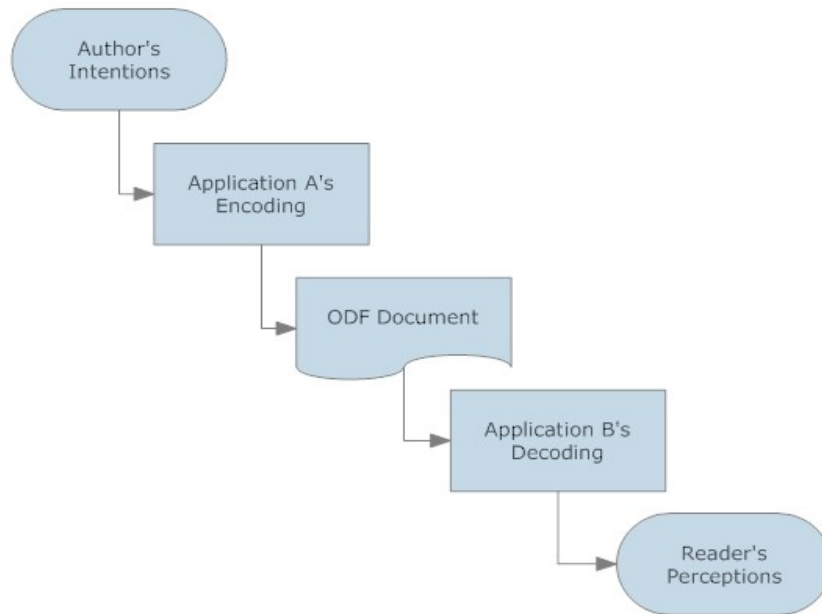 Author's
Intentions
Application A's
Encoding
ODF Document
Application B's
Decoding
Reader's
Perceptions